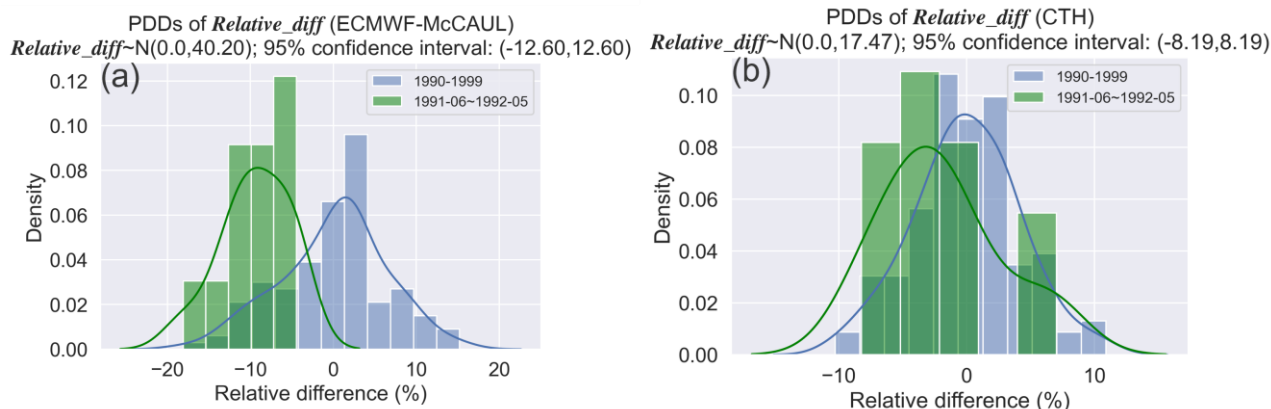 PDDs of Relative_diff (ECMWF-McCAUL)
Relative_diff~N(0.0,40.20); 95% confidence interval: (-12.60,12.60)
(a)
1990-1999
1991-06~1992-05
0.12
0.10
0.08
0.06
0.04
0.02
0.00
Density
−20
−10
0
10
20
Relative difference (%)
PDDs of Relative_diff (CTH)
Relative_diff~N(0.0,17.47); 95% confidence interval: (-8.19,8.19)
(b)
1990-1999
1991-06~1992-05
0.10
0.08
0.06
0.04
0.02
0.00
Density
−10
0
10
Relative difference (%)